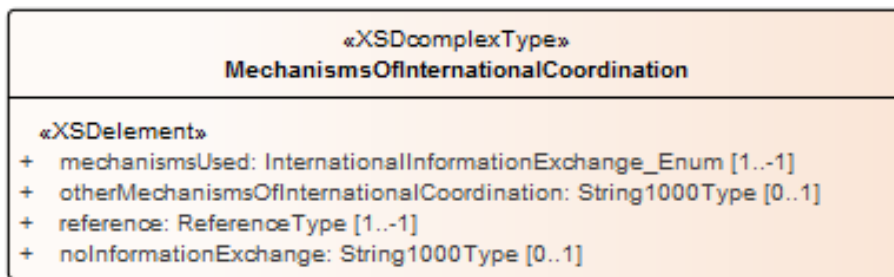 «XSDcomplexType»
MechanismsOfInternationalCoordination
«XSDelement»
+ mechanismsUsed: InternationalInformationExchange_Enum [1..-1]
+ otherMechanismsOfInternationalCoordination: String1000Type [0..1]
+ reference: ReferenceType [1..-1]
+ noInformationExchange: String1000Type [0..1]